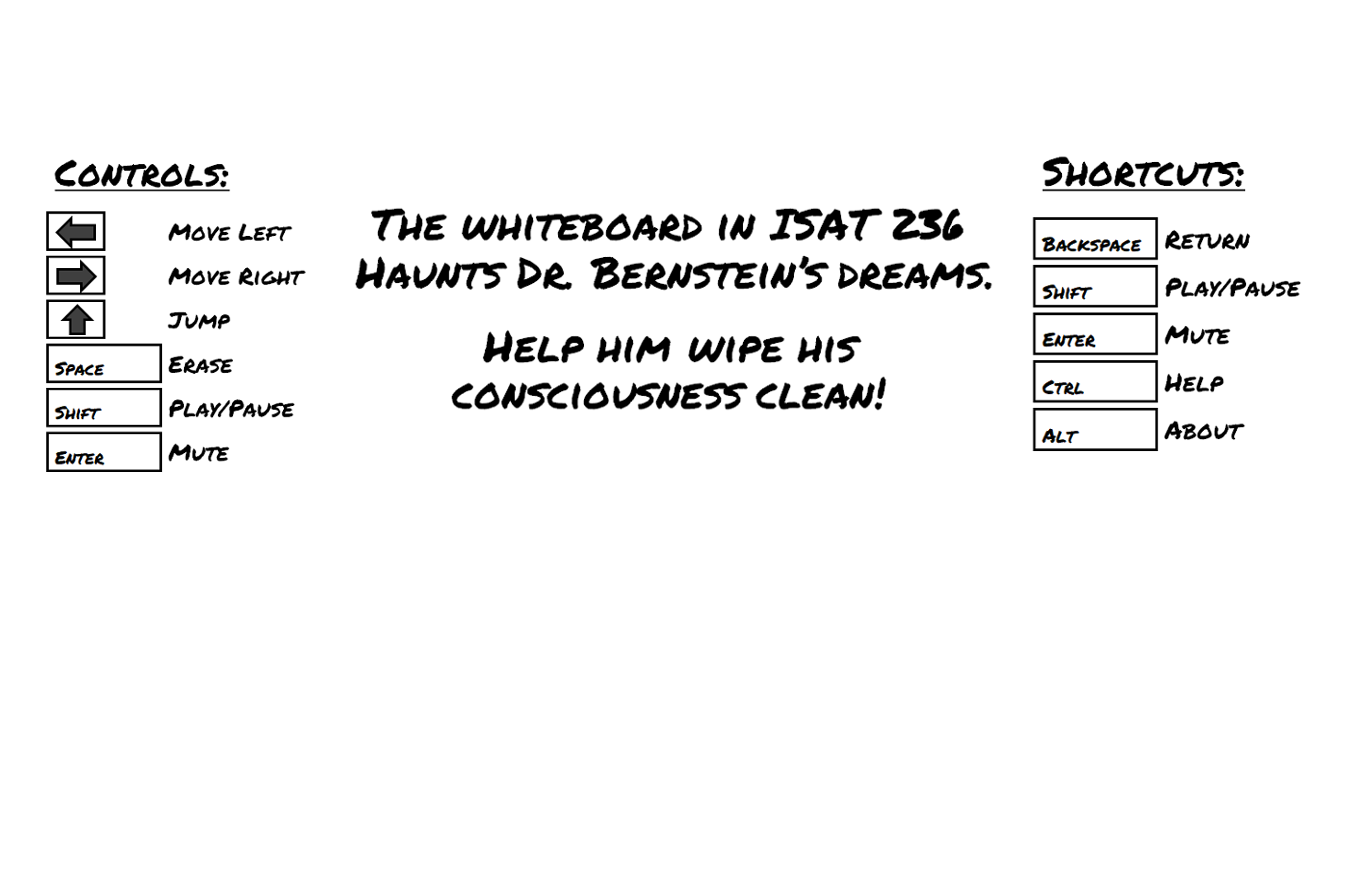 Controls:
Move Left
Move Right
Jump
Space Erase
Shift Play/Pause
Enter Mute
The whiteboard in ISAT 236
Haunts Dr. Bernstein's dreams.
Help him wipe his
consciousness clean!
Shortcuts:
Backspace Return
Shift Play/Pause
Enter Mute
Ctrl Help
Alt About